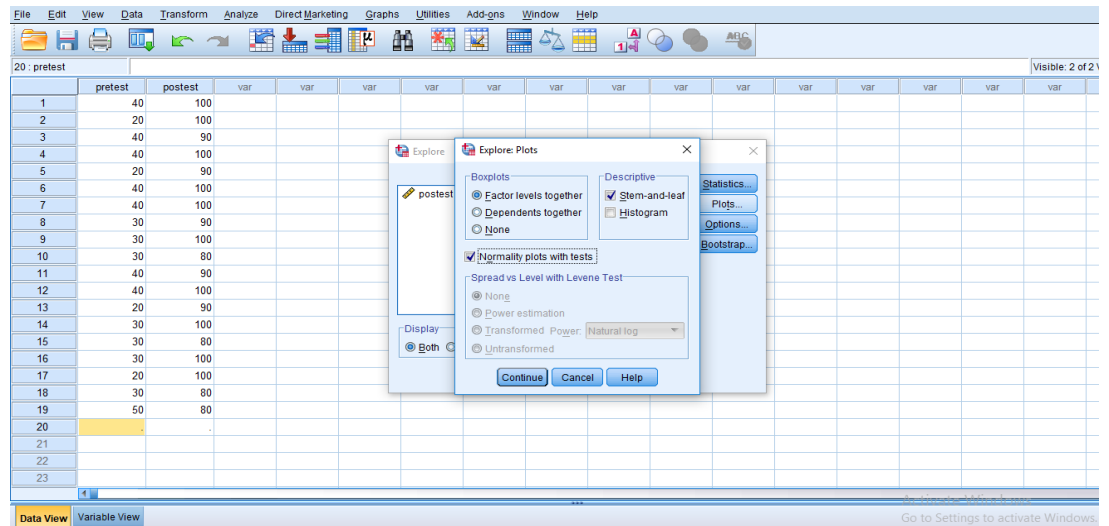 File Edit View Data Transform Analyze Direct Marketing Graphs Utilities Add-ons Window Help
20 : pretest
Visible: 2 of 2 V
pretest postest var var var var var var var var var var var var var var
1 40 100
2 20 100
3 40 90
4 40 100
5 20 90
6 40 100
7 40 100
8 30 90
9 30 100
10 30 80
11 40 90
12 40 100
13 20 90
14 30 100
15 30 80
16 30 100
17 20 100
18 30 80
19 50 80
20 . .
21
22
23
Explore
postest
Display
Both
Statistics...
Plots...
Options...
Bootstrap...
Explore: Plots
Boxplots
Factor levels together
Dependents together
None
Descriptive
Stem-and-leaf
Histogram
Normality plots with tests
Spread vs Level with Levene Test
None
Power estimation
Transformed Power: Natural log
Untransformed
Continue Cancel Help
Data View Variable View
Activate Windows
Go to Settings to activate Windows.